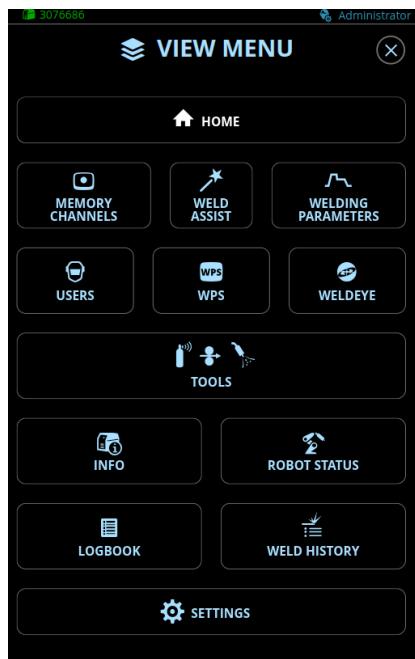 3076686 Administrator
VIEW MENU
HOME
MEMORY CHANNELS
WELD ASSIST
WELDING PARAMETERS
USERS
WPS
WPS
WELDEYE
TOOLS
INFO
ROBOT STATUS
LOGBOOK
WELD HISTORY
SETTINGS